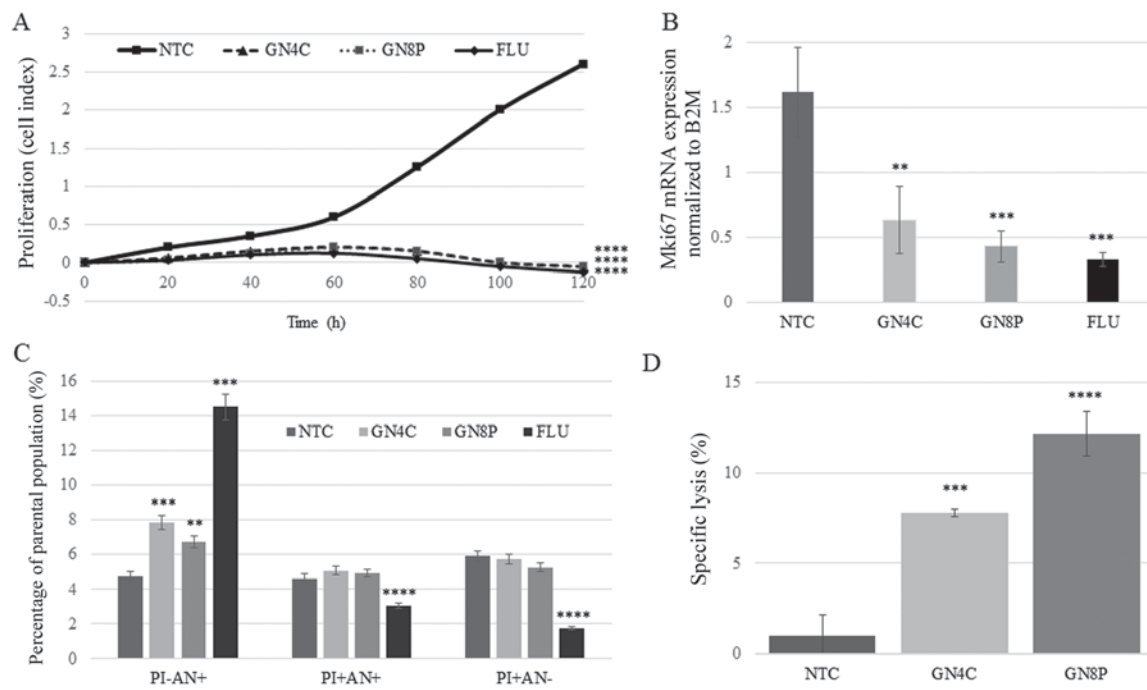 A
Proliferation (cell index)
3
2.5
2
1.5
1
0.5
0
-0.5
NTC GN4C GN8P FLU
0 20 40 60 80 100 120
****
****
****
Time (h)
B
Mki67 mRNA expression
normalized to B2M
2
1.5
1
0.5
0
**
***
***
NTC GN4C GN8P FLU
C
Percentage of parental population (%)
16
14
12
10
8
6
4
2
0
NTC GN4C GN8P FLU
***
**
***
****
****
PI-AN+ PI+AN+ PI+AN-
D
Specific lysis (%)
15
10
5
0
***
****
NTC GN4C GN8P